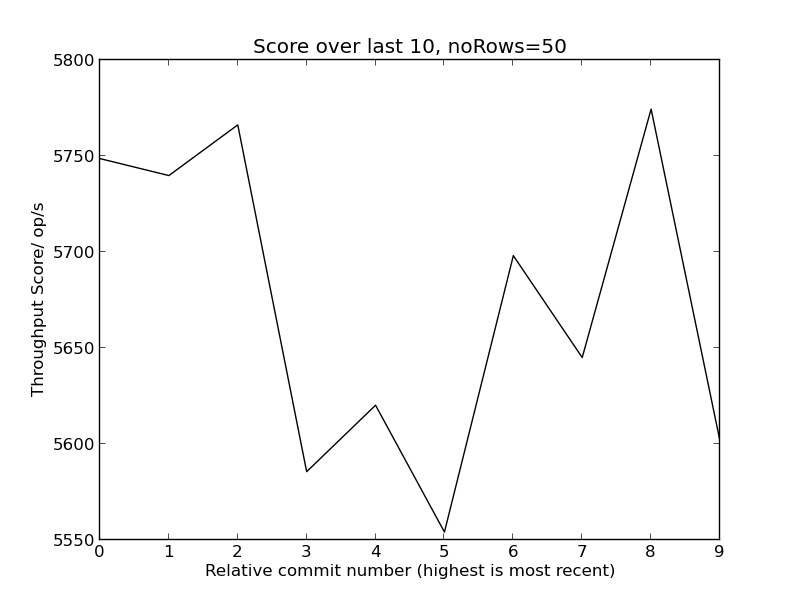 Score over last 10, noRows=50
5800
5750
5700
5650
5600
5550
Throughput Score/ op/s
0 1 2 3 4 5 6 7 8 9
Relative commit number (highest is most recent)